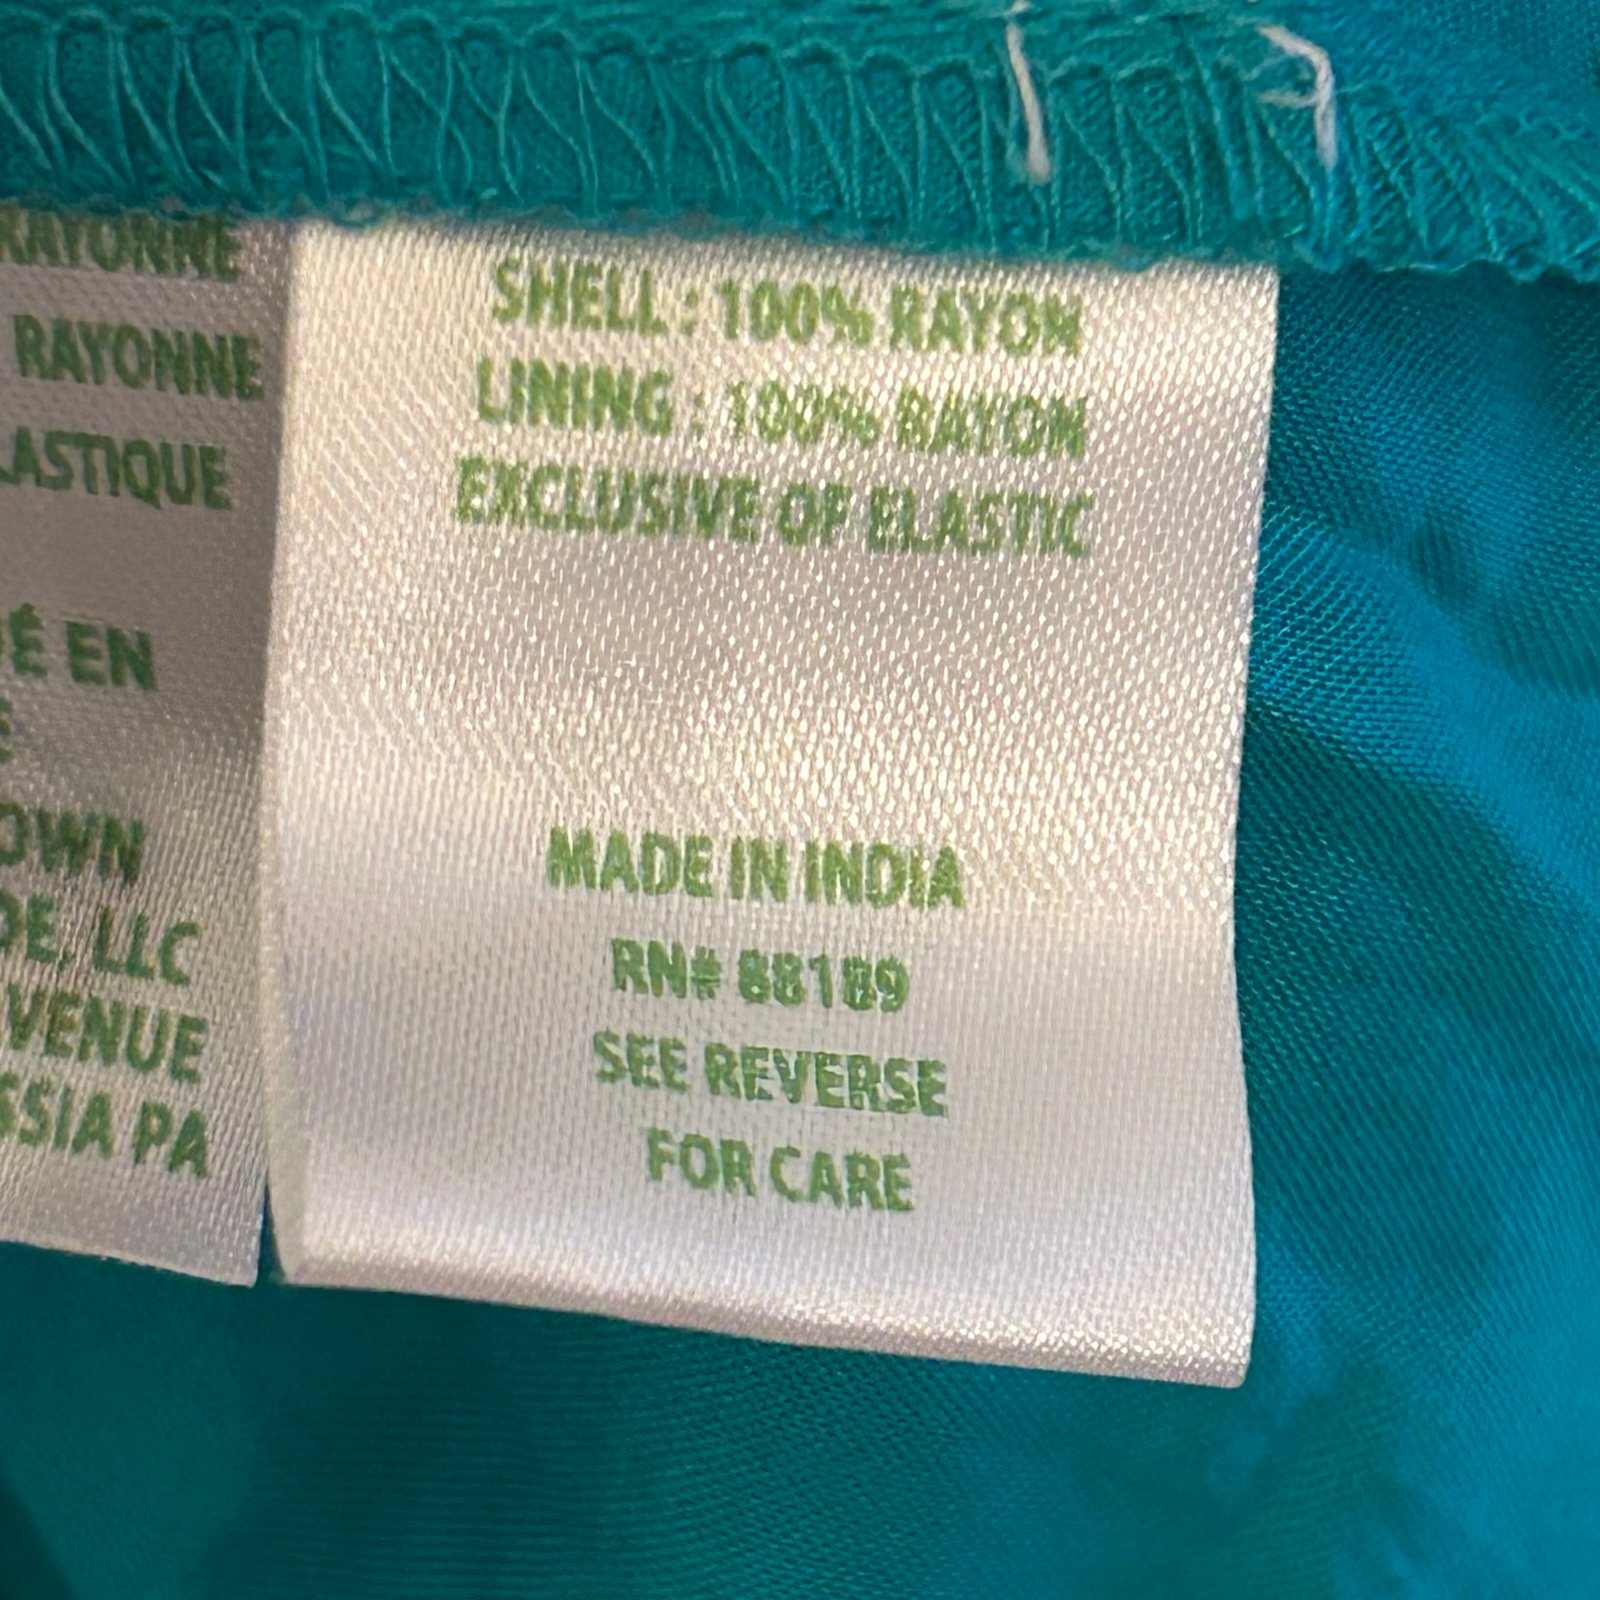 RAYONNE
RAYONNE
LASTIQUE
É EN
OWN
DE, LLC
VENUE
SSIA PA
SHELL : 100% RAYON
LINING : 100% RAYON
EXCLUSIVE OF ELASTIC
MADE IN INDIA
RN# 88189
SEE REVERSE
FOR CARE